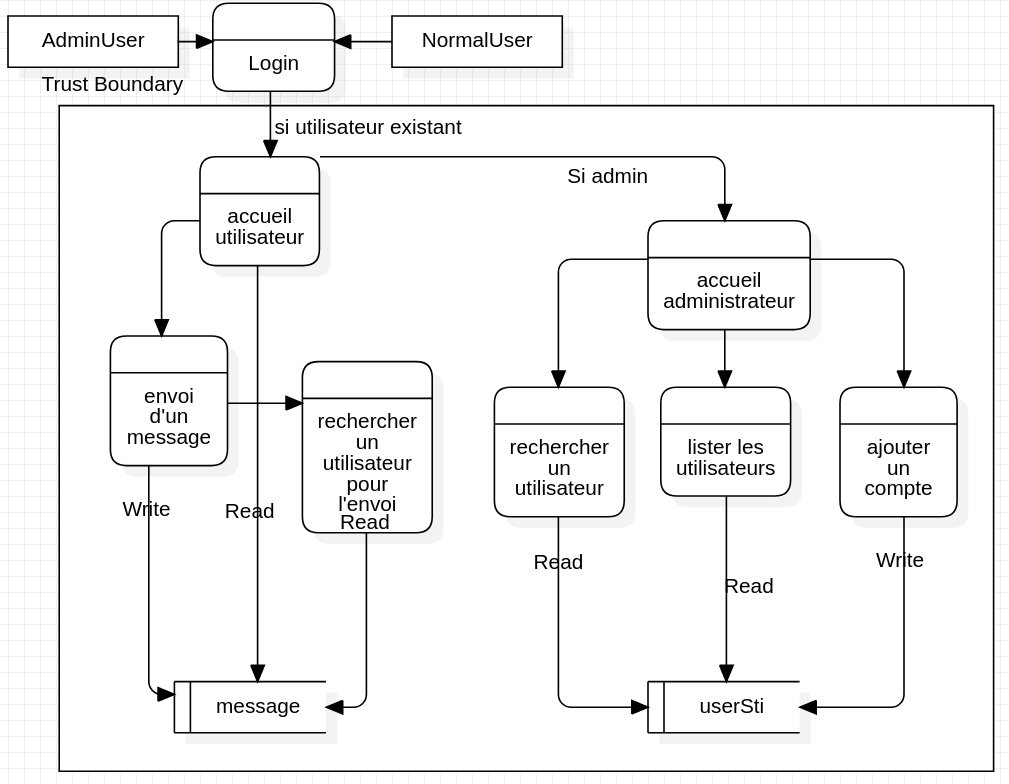 AdminUser
NormalUser
Login
Trust Boundary
si utilisateur existant
Si admin
accueil
utilisateur
accueil
administrateur
envoi
d'un
message
rechercher
un
utilisateur
pour
l'envoi
Read
rechercher
un
utilisateur
lister les
utilisateurs
ajouter
un
compte
Write
Read
Read
Read
Write
message
userSti